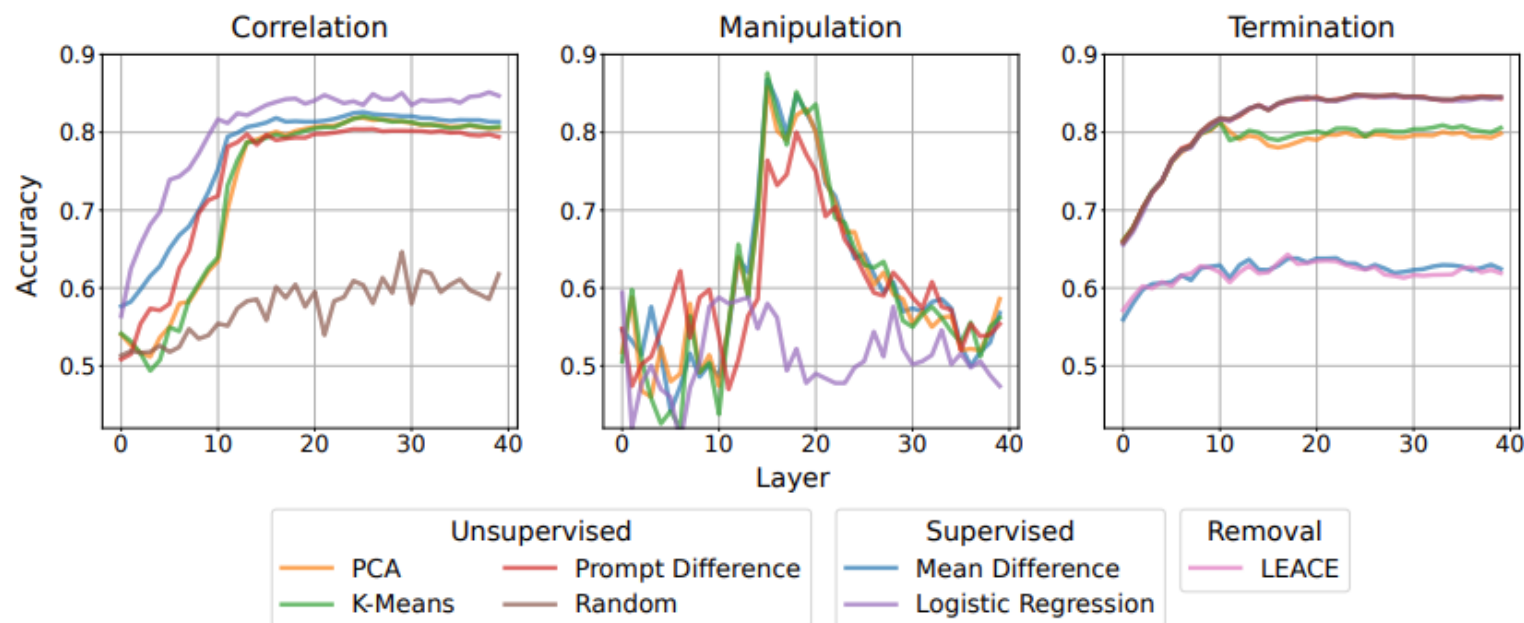 Correlation
Manipulation
Termination
Accuracy
0.9
0.8
0.7
0.6
0.5
0 10 20 30 40
0.9
0.8
0.7
0.6
0.5
0 10 20 30 40
0.9
0.8
0.7
0.6
0.5
0 10 20 30 40
Layer
Unsupervised
PCA
Prompt Difference
K-Means
Random
Supervised
Mean Difference
Logistic Regression
Removal
LEACE